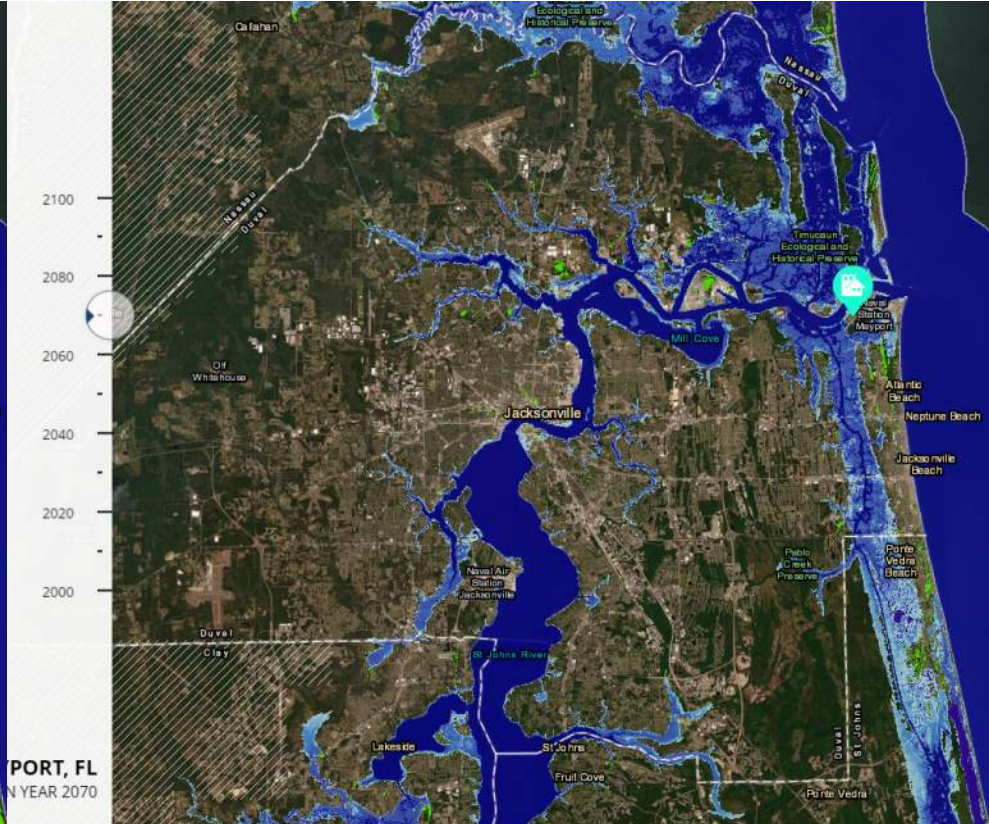 Callahan
Ecological and
Historical Preserve
Nassau
Duval
2100
Nassau
Duval
Timucuan
Ecological and
Historical Preserve
2080
Naval
Station
Mayport
Mill Cove
2060
Off
Whitehouse
Atlantic
Beach
Jacksonville
Neptune Beach
2040
Jacksonville
Beach
2020
Pablo
Creek
Preserve
Ponte
Vedra
Beach
Naval Air
Station
Jacksonville
2000
Duval
Clay
St Johns River
Duval
St Johns
Lakeside
St Johns
YPORT, FL
Fruit Cove
N YEAR 2070
Ponte Vedra